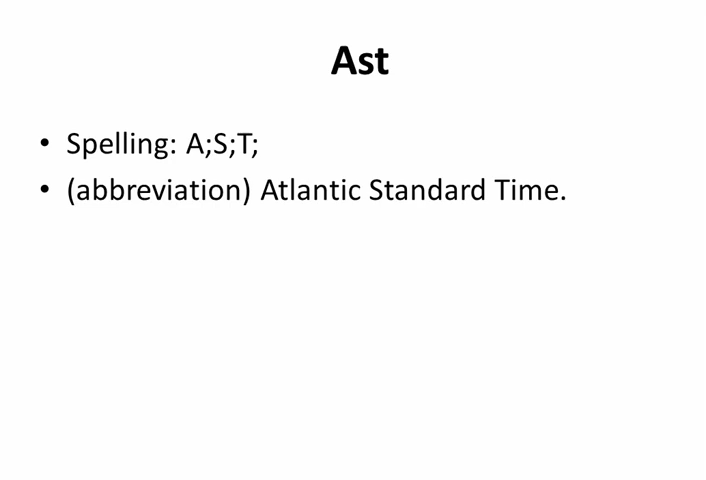 Ast
• Spelling: A;S;T;
• (abbreviation) Atlantic Standard Time.